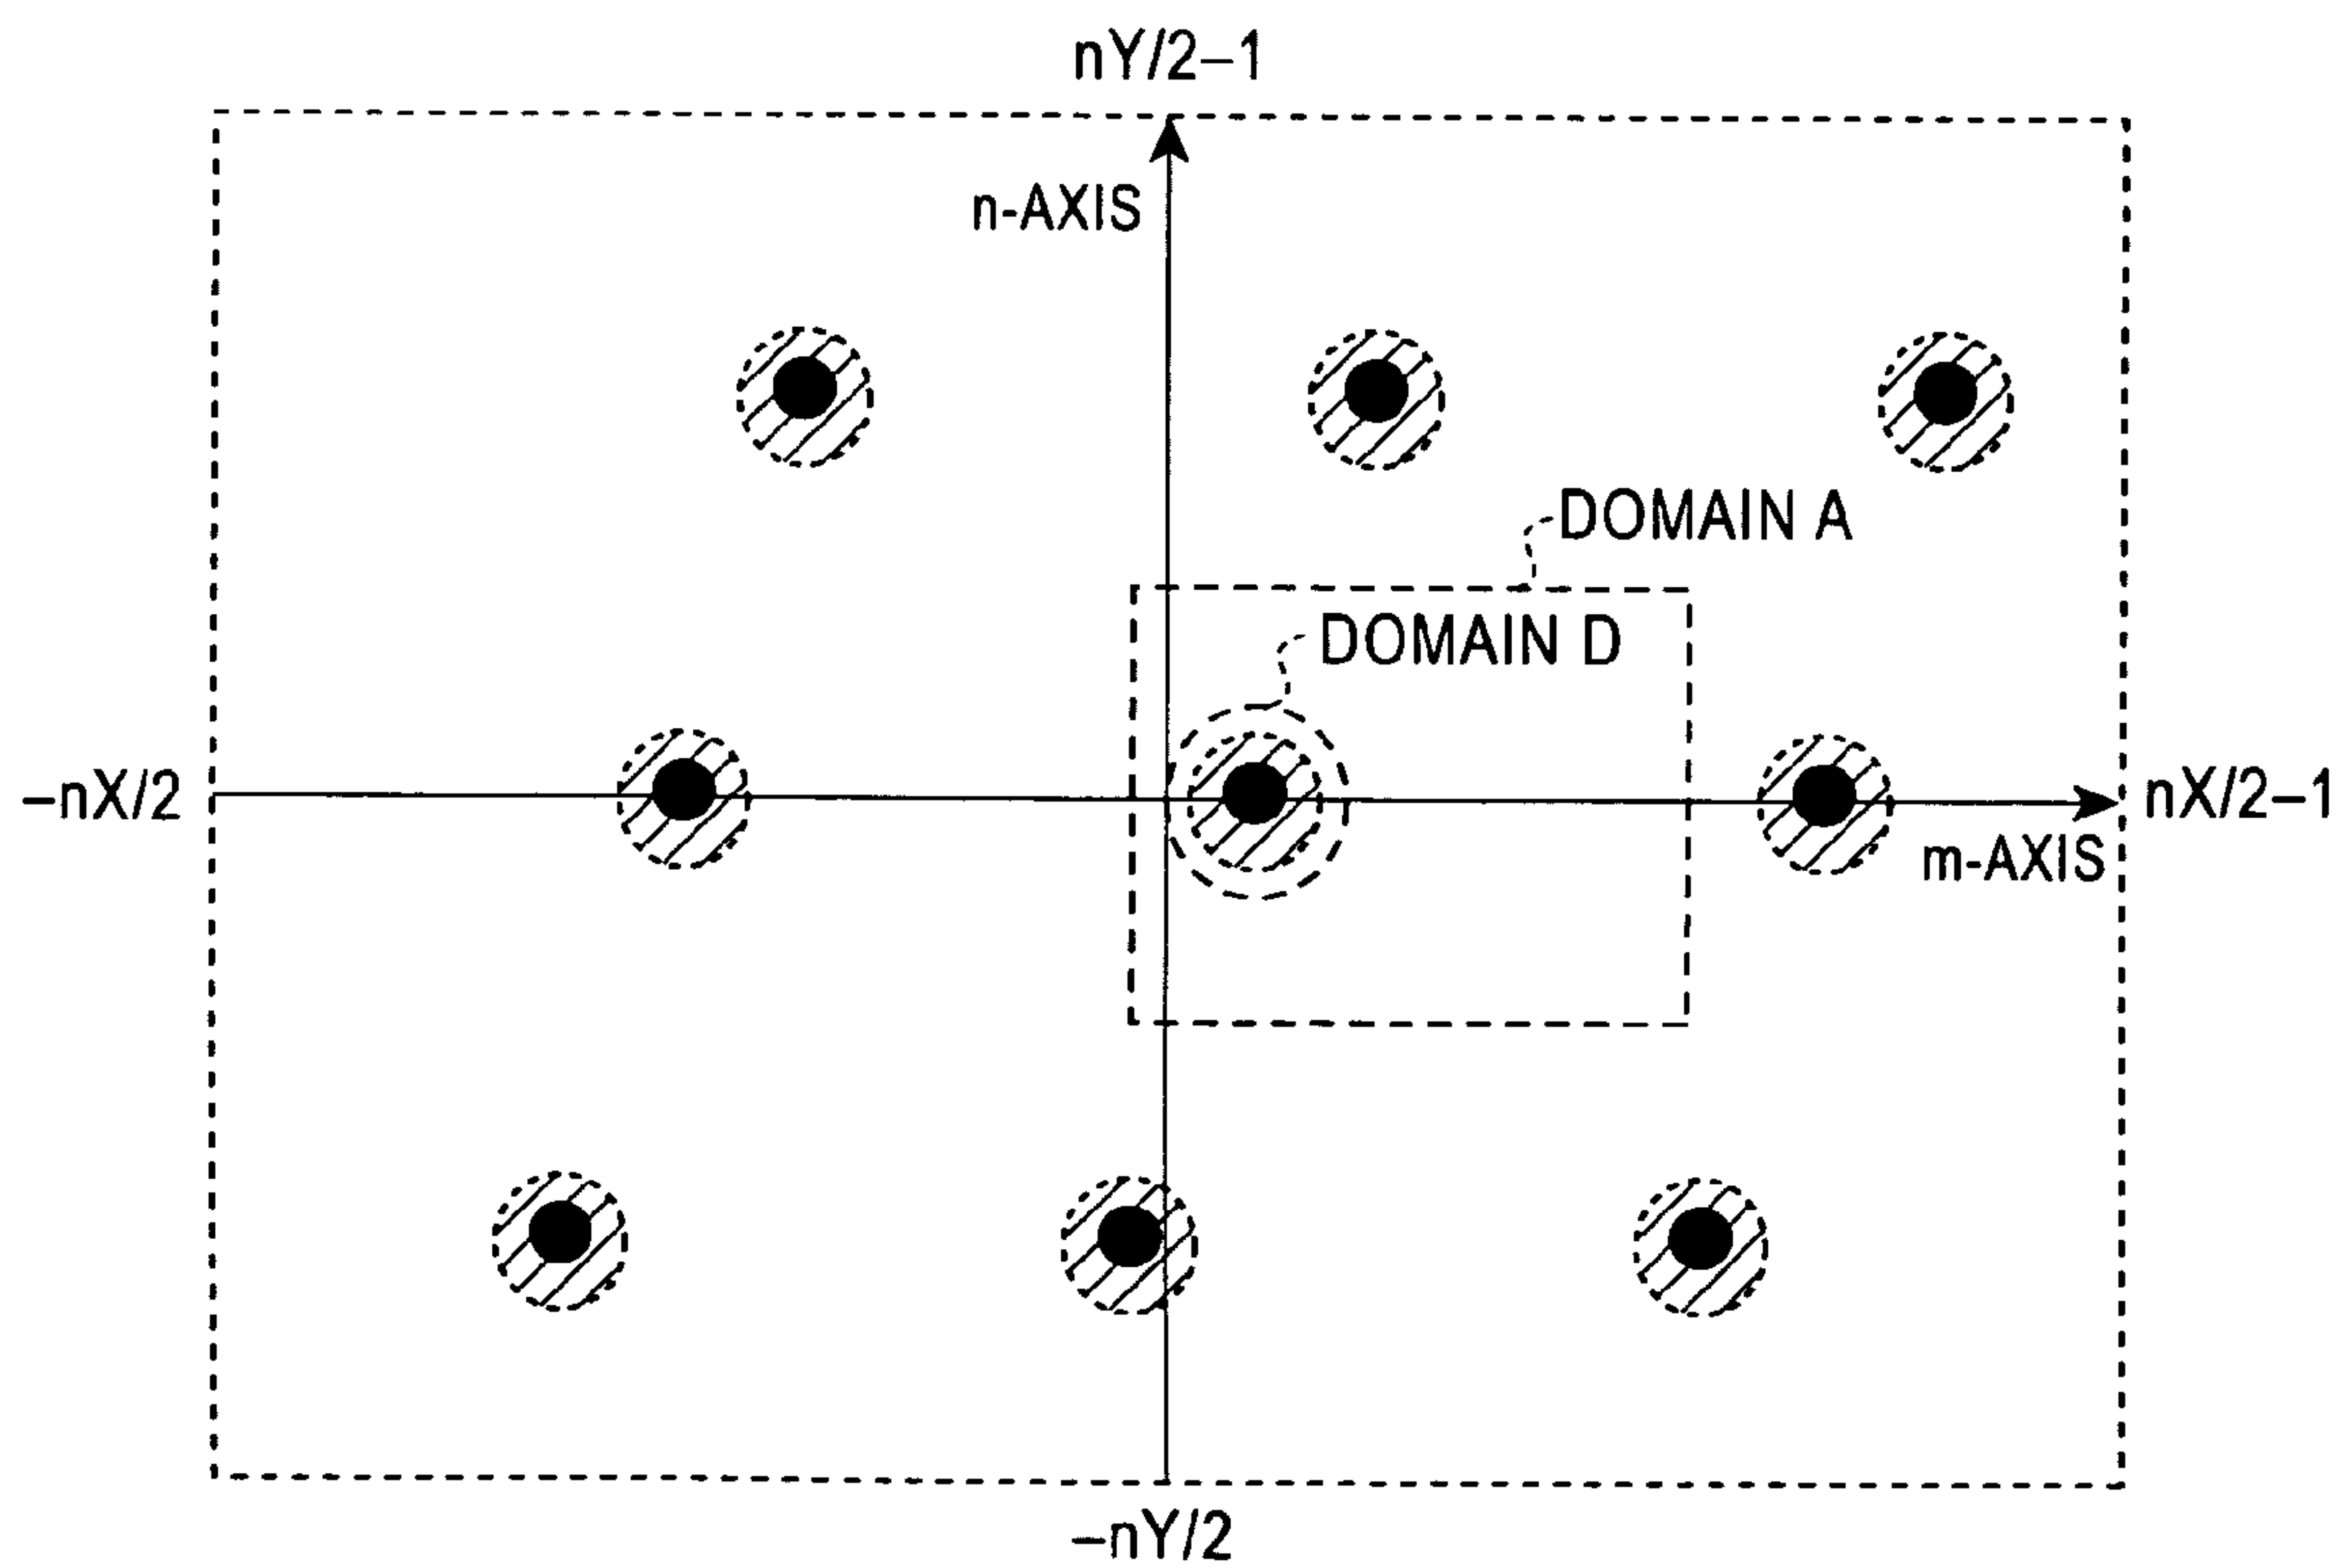 nY/2–1
n-AXIS
DOMAIN A
DOMAIN D
–nX/2
nX/2–1
m-AXIS
–nY/2